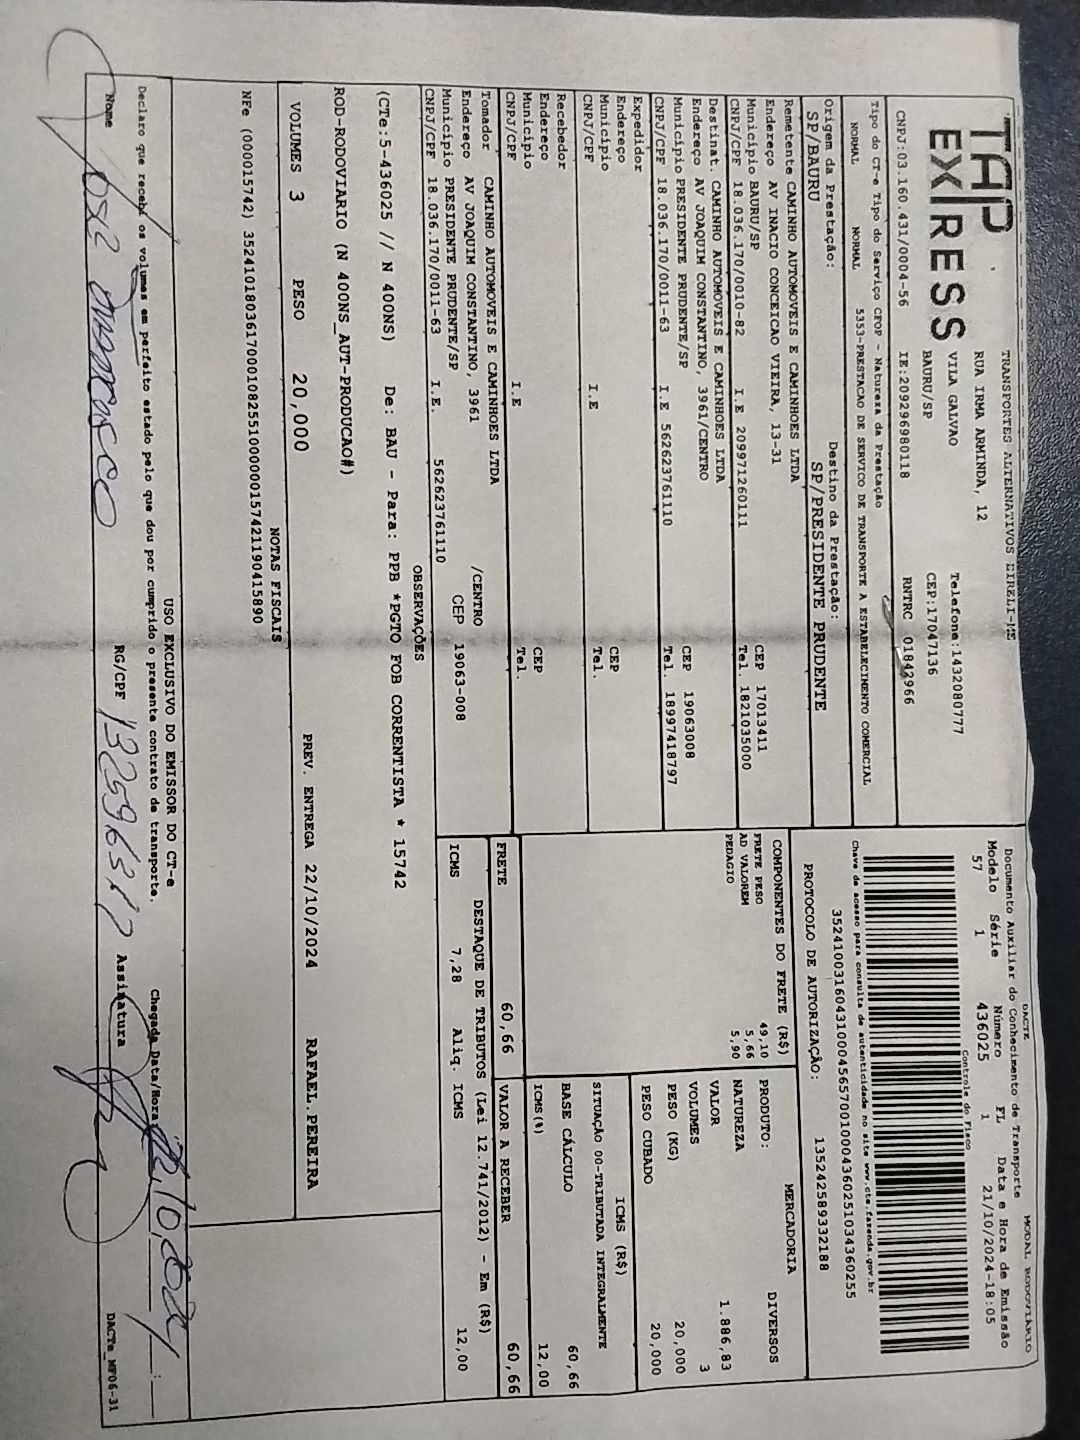 TAP
EXPRESS
TRANSPORTES ALTERNATIVOS EIRELI-ME
RUA IRMA ARMINDA, 12
VILA GALVAO
BAURU/SP
Telefone:1432080777
CEP:17047136
CNPJ:03.160.431/0004-56 IE:209296980118 RNTRC 01842966
Tipo do CT-e Tipo do Serviço CFOP - Natureza da Prestação
NORMAL NORMAL 5353-PRESTACAO DE SERVICO DE TRANSPORTE A ESTABELECIMENTO COMERCIAL
Origem da Prestação: Destino da Prestação:
SP/BAURU SP/PRESIDENTE PRUDENTE
Remetente CAMINHO AUTOMOVEIS E CAMINHOES LTDA
Endereço AV INACIO CONCEICAO VIEIRA, 13-31 CEP 17013411
Município BAURU/SP Tel. 1821035000
CNPJ/CPF 18.036.170/0010-82 I.E 209971260111
Destinat. CAMINHO AUTOMOVEIS E CAMINHOES LTDA
Endereço AV JOAQUIM CONSTANTINO, 3961/CENTRO CEP 19063008
Município PRESIDENTE PRUDENTE/SP Tel. 18997418797
CNPJ/CPF 18.036.170/0011-63 I.E 562623761110
Expedidor
Endereço CEP
Município Tel.
CNPJ/CPF I.E
Recebedor
Endereço CEP
Município Tel.
CNPJ/CPF I.E
Tomador CAMINHO AUTOMOVEIS E CAMINHOES LTDA
Endereço AV JOAQUIM CONSTANTINO, 3961 /CENTRO
Município PRESIDENTE PRUDENTE/SP CEP 19063-008
CNPJ/CPF 18.036.170/0011-63 I.E. 562623761110
DACTE MODAL RODOVIÁRIO
Documento Auxiliar do Conhecimento de Transporte
Modelo Série Número FL Data e Hora de Emissão
57 1 436025 1 21/10/2024-18:05
Controle do Fisco
Chave de acesso para consulta de autenticidade no site www.cte.fazenda.gov.br
35241003160431000456570010004360251034360255
PROTOCOLO DE AUTORIZAÇÃO: 135242589332188
COMPONENTES DO FRETE (R$)
FRETE PESO 49,10
AD VALOREM 5,66
PEDAGIO 5,90
MERCADORIA
PRODUTO: DIVERSOS
NATUREZA
VALOR 1.886,83
VOLUMES 3
PESO (KG) 20,000
PESO CUBADO 20,000
ICMS (R$)
SITUAÇÃO 00-TRIBUTADA INTEGRALMENTE
BASE CÁLCULO 60,66
ICMS(%) 12,00
FRETE 60,66 VALOR A RECEBER 60,66
DESTAQUE DE TRIBUTOS (Lei 12.741/2012) - Em (R$)
ICMS 7,28 Aliq. ICMS 12,00
OBSERVAÇÕES
(CTe:5-436025 // N 400NS) De: BAU - Para: PPB *PGTO FOB CORRENTISTA * 15742
ROD-RODOVIARIO (N 400NS_AUT-PRODUCAO#)
VOLUMES 3 PESO 20,000 PREV. ENTREGA 22/10/2024 RAFAEL.PEREIRA
NOTAS FISCAIS
USO EXCLUSIVO DO EMISSOR DO CT-e
Declaro que recebi os volumes em perfeito estado pelo que dou por cumprido o presente contrato de transporte.
Chegada Data/Hora
Nome José RG/CPF Assinatura
DACTe_MF06-31